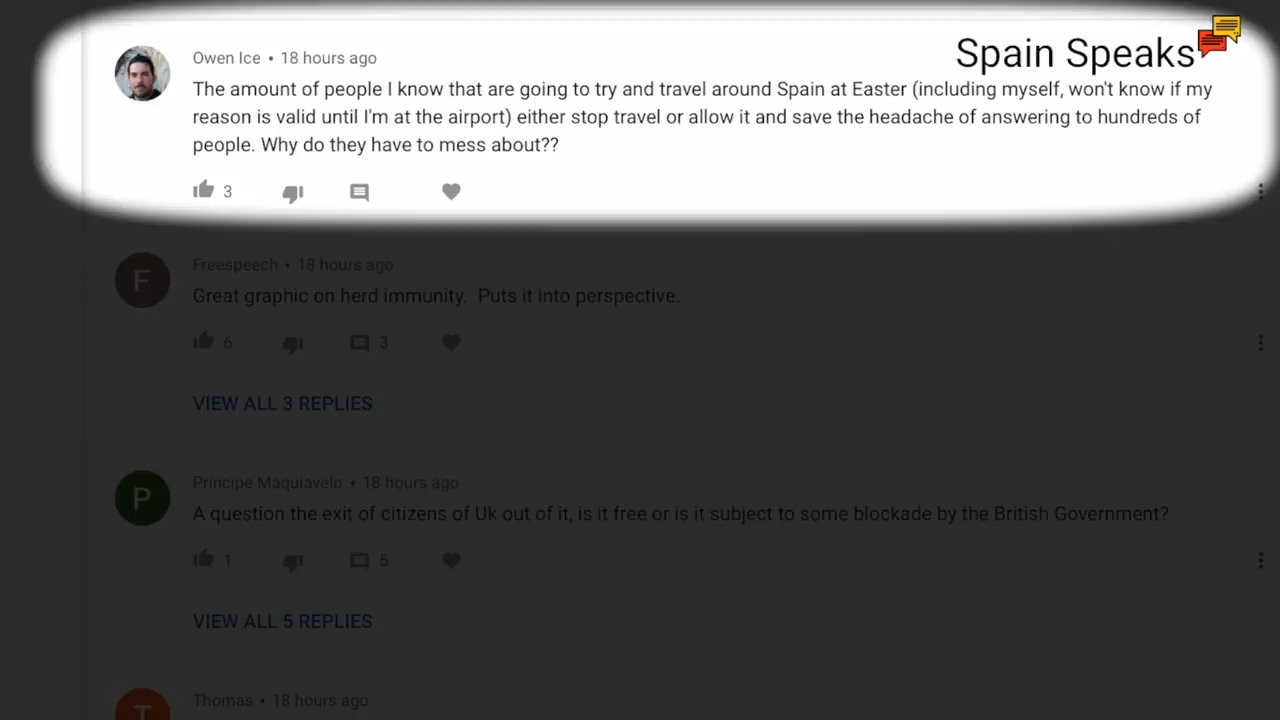 Spain Speaks
Owen Ice • 18 hours ago
The amount of people I know that are going to try and travel around Spain at Easter (including myself, won't know if my
reason is valid until I'm at the airport) either stop travel or allow it and save the headache of answering to hundreds of
people. Why do they have to mess about??
3
F
Freespeech • 18 hours ago
Great graphic on herd immunity.  Puts it into perspective.
6
3
VIEW ALL 3 REPLIES
P
Principe Maquiavelo • 18 hours ago
A question the exit of citizens of Uk out of it, is it free or is it subject to some blockade by the British Government?
1
5
VIEW ALL 5 REPLIES
T
Thomas • 18 hours ago